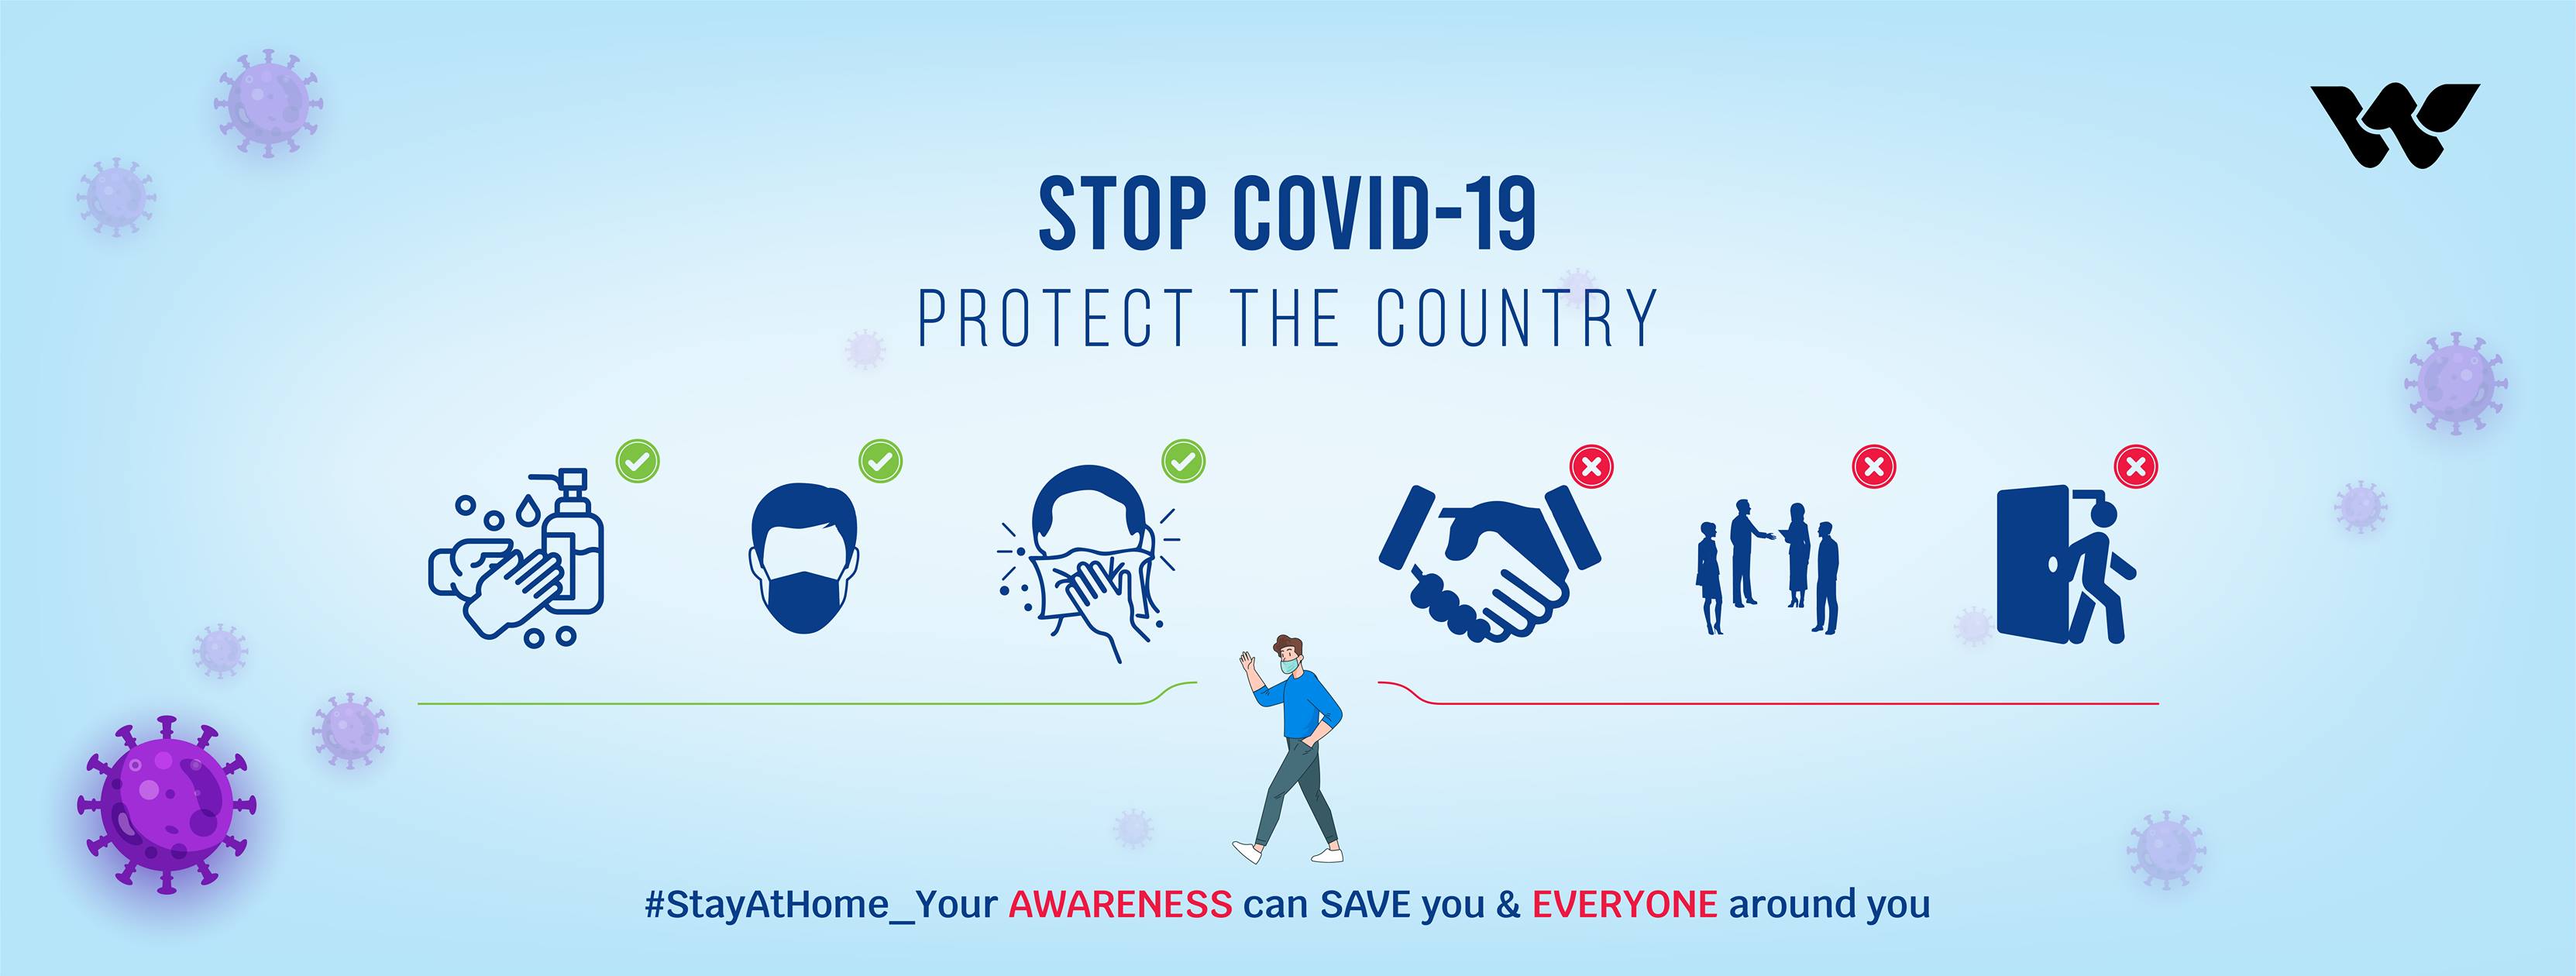 STOP COVID-19
PROTECT THE COUNTRY
#StayAtHome_Your AWARENESS can SAVE you & EVERYONE around you